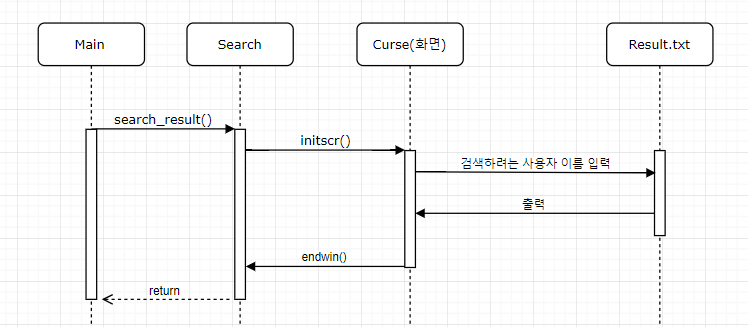 Main
Search
Curse(화면)
Result.txt
search_result()
initscr()
검색하려는 사용자 이름 입력
출력
endwin()
return